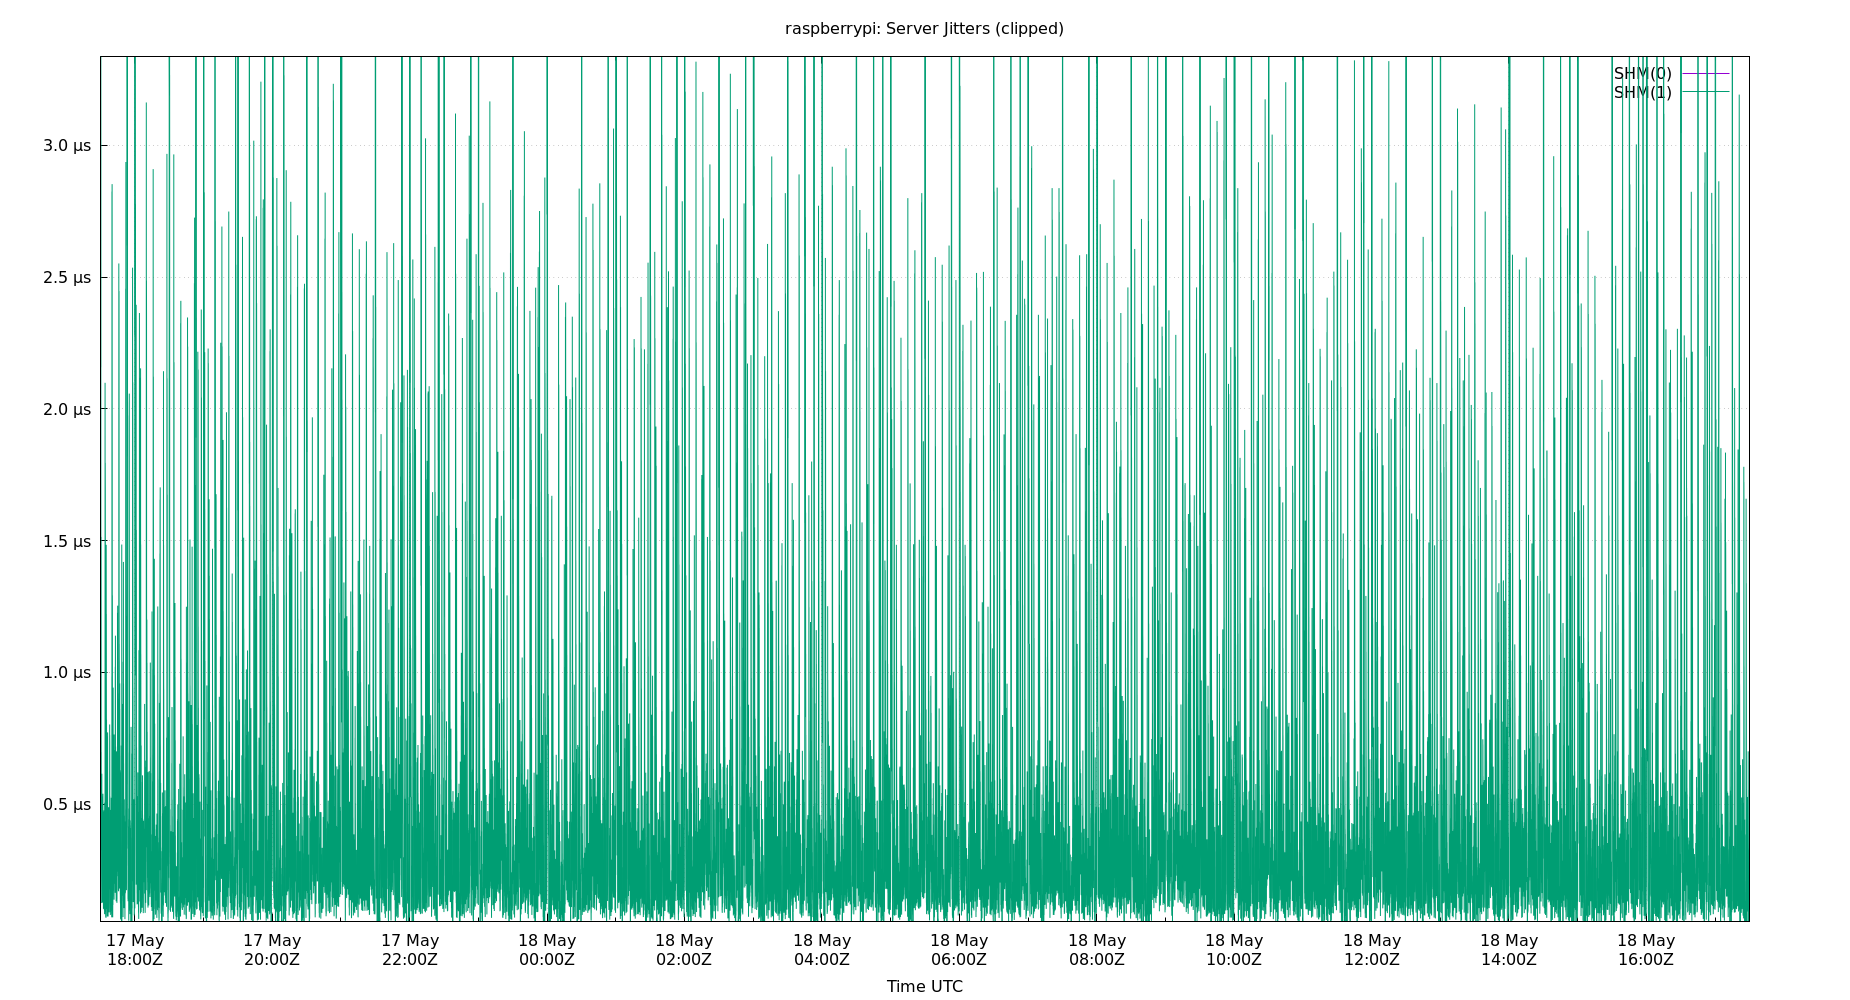 raspberrypi: Server Jitters (clipped)
SHM(0)
SHM(1)
3.0 µs
2.5 µs
2.0 µs
1.5 µs
1.0 µs
0.5 µs
17 May 17 May 17 May 18 May 18 May 18 May 18 May 18 May 18 May 18 May 18 May 18 May
18:00Z 20:00Z 22:00Z 00:00Z 02:00Z 04:00Z 06:00Z 08:00Z 10:00Z 12:00Z 14:00Z 16:00Z
Time UTC